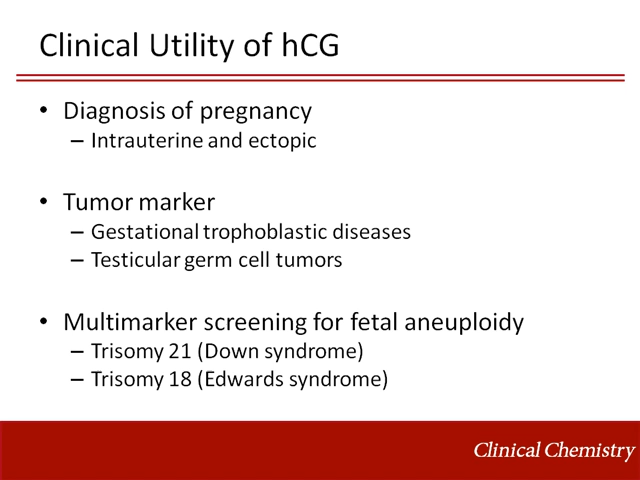 Clinical Utility of hCG
• Diagnosis of pregnancy
– Intrauterine and ectopic
• Tumor marker
– Gestational trophoblastic diseases
– Testicular germ cell tumors
• Multimarker screening for fetal aneuploidy
– Trisomy 21 (Down syndrome)
– Trisomy 18 (Edwards syndrome)
Clinical Chemistry